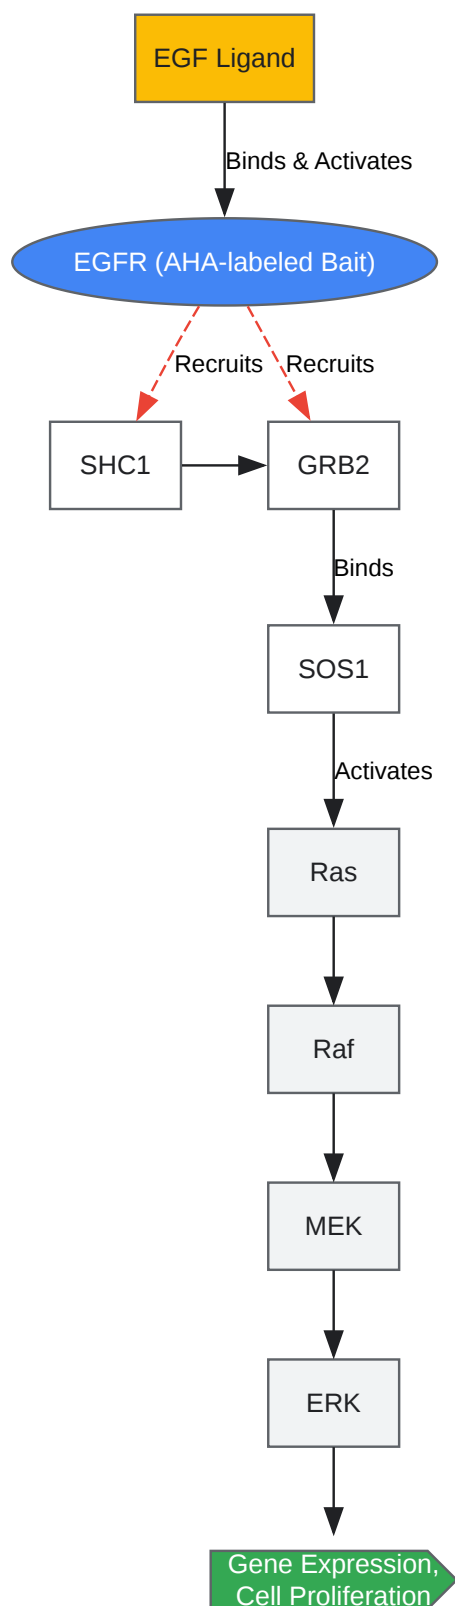 EGF Ligand
Binds & Activates
EGFR (AHA-labeled Bait)
Recruits
Recruits
SHC1
GRB2
Binds
SOS1
Activates
Ras
Raf
MEK
ERK
Gene Expression,
Cell Proliferation